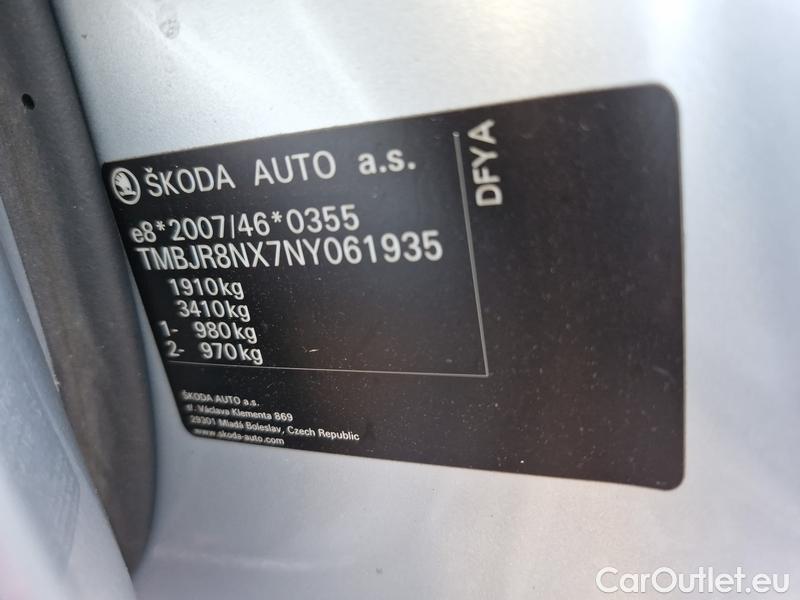 ŠKODA AUTO a.s.
e8*2007/46*0355
TMBJR8NX7NY061935
1910kg
3410kg
1- 980kg
2- 970kg
DFYA
ŠKODA AUTO a.s.
tř. Václava Klementa 869
29301 Mladá Boleslav, Czech Republic
www.skoda-auto.com
CarOutlet.eu